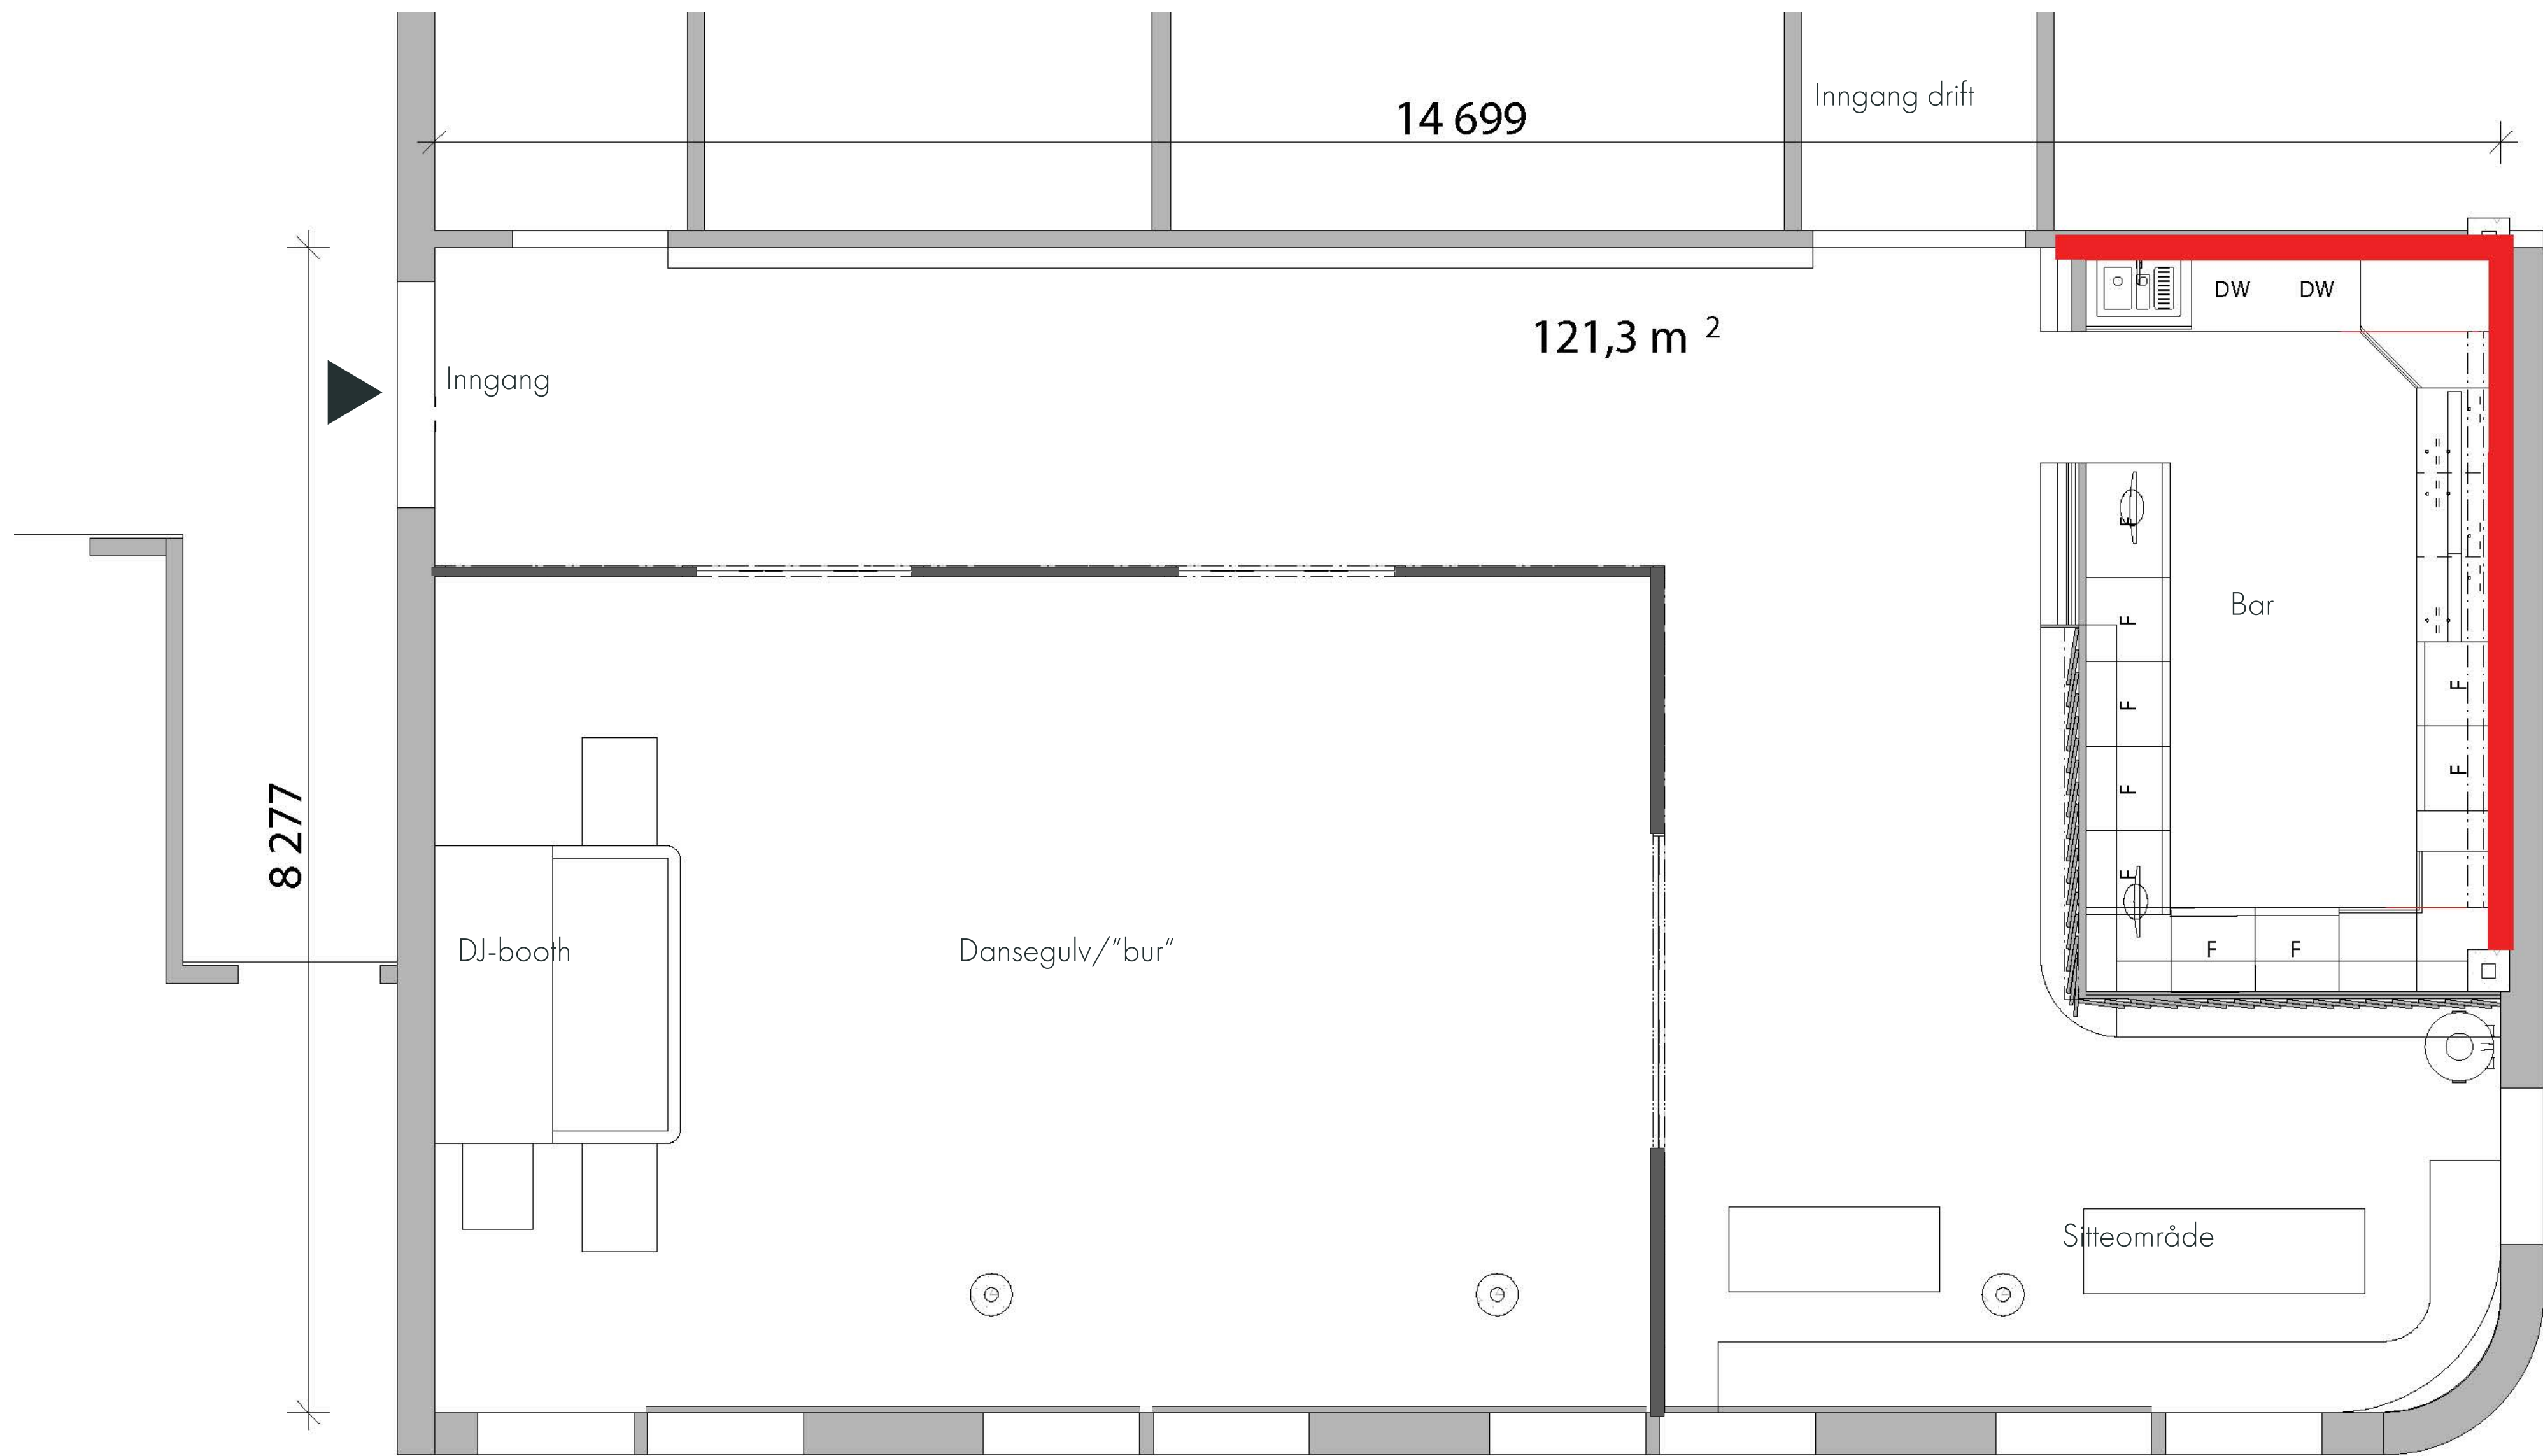 Inngang drift
14 699
DW DW
121,3 m ²
Inngang
F
F
Bar
F
F
F
F
8 277
F
DJ-booth
Dansegulv/"bur"
F F
Sitteområde